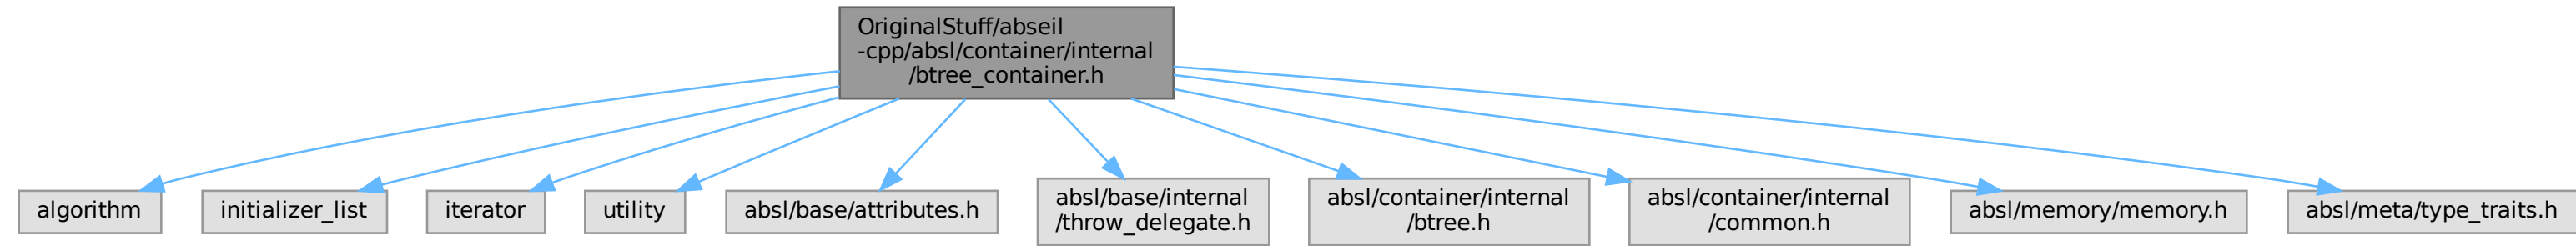 OriginalStuff/abseil
-cpp/absl/container/internal
/btree_container.h
algorithm
initializer_list
iterator
utility
absl/base/attributes.h
absl/base/internal
/throw_delegate.h
absl/container/internal
/btree.h
absl/container/internal
/common.h
absl/memory/memory.h
absl/meta/type_traits.h